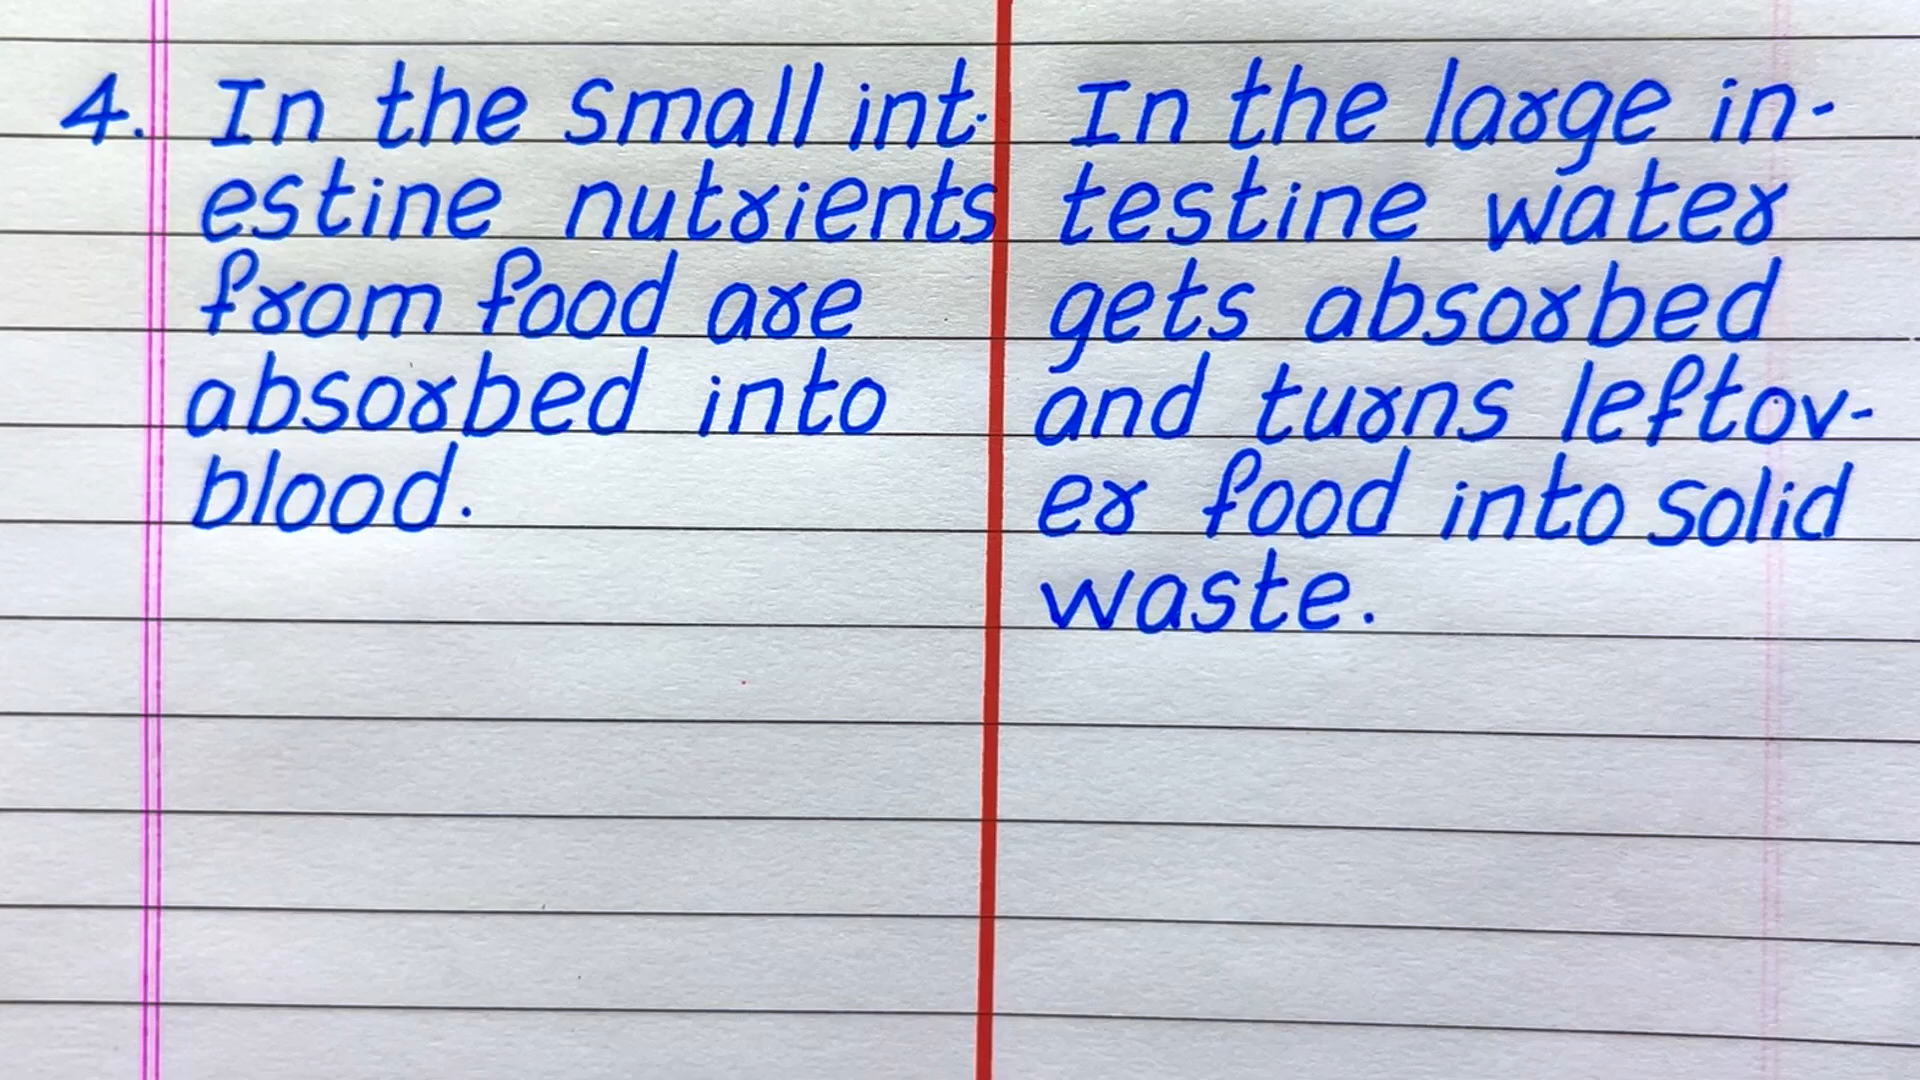 4. In the small int-
estine nutrients
from food are
absorbed into
blood.
In the large in-
testine water
gets absorbed
and turns leftov-
er food into solid
waste.